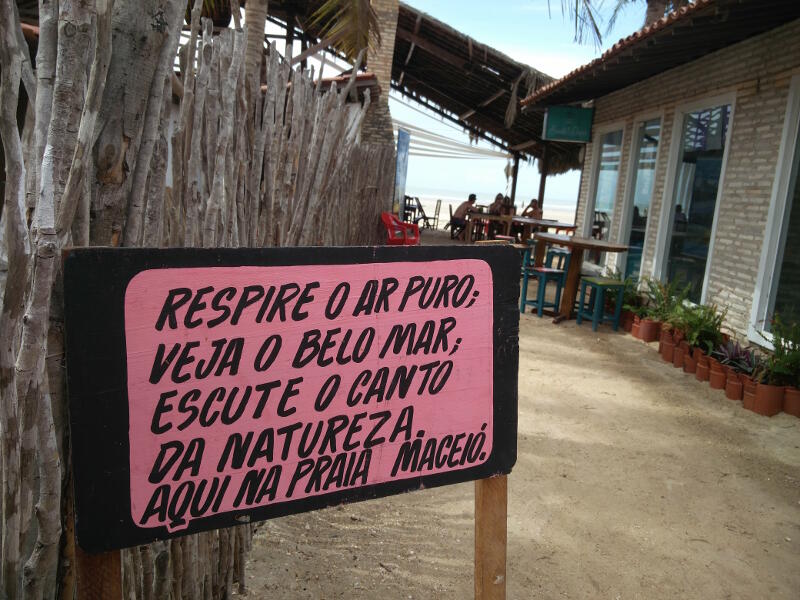 RESPIRE O AR PURO;
VEJA O BELO MAR;
ESCUTE O CANTO
DA NATUREZA.
AQUI NA PRAIA MACEIÓ.